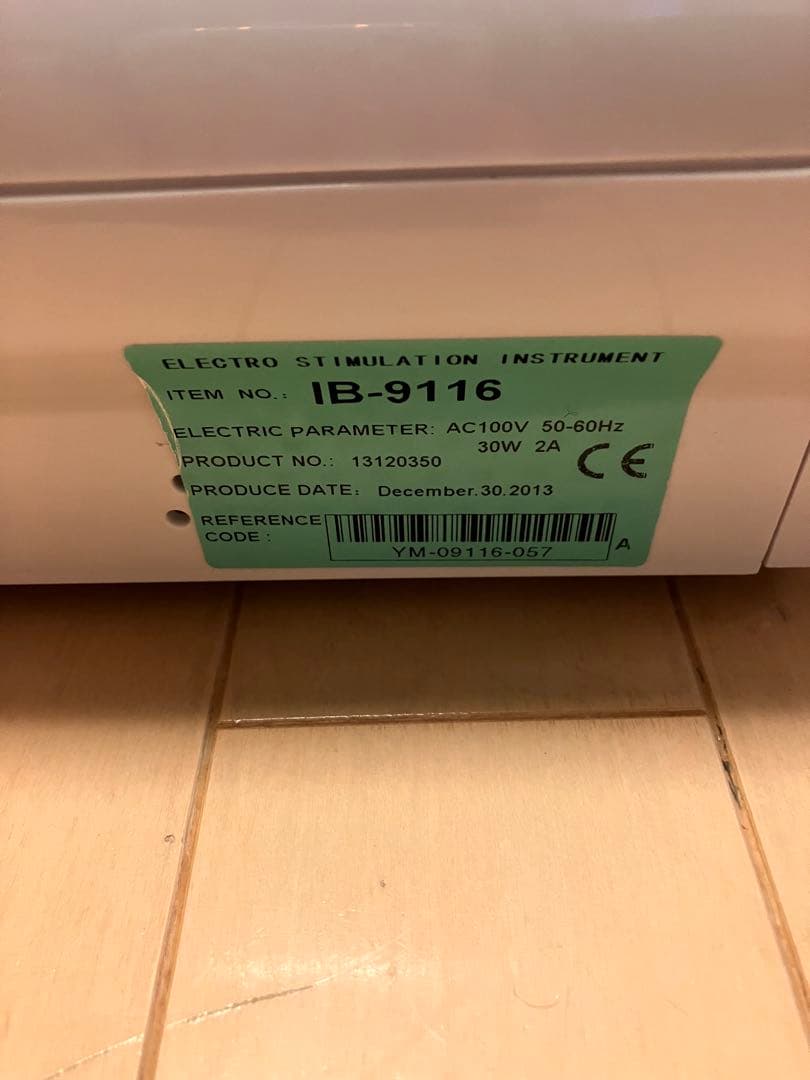 ELECTRO STIMULATION INSTRUMENT
ITEM NO.: IB-9116
ELECTRIC PARAMETER: AC100V 50-60Hz
30W 2A
CE
PRODUCT NO.: 13120350
PRODUCE DATE: December.30.2013
REFERENCE
CODE:
YM-09116-057
A